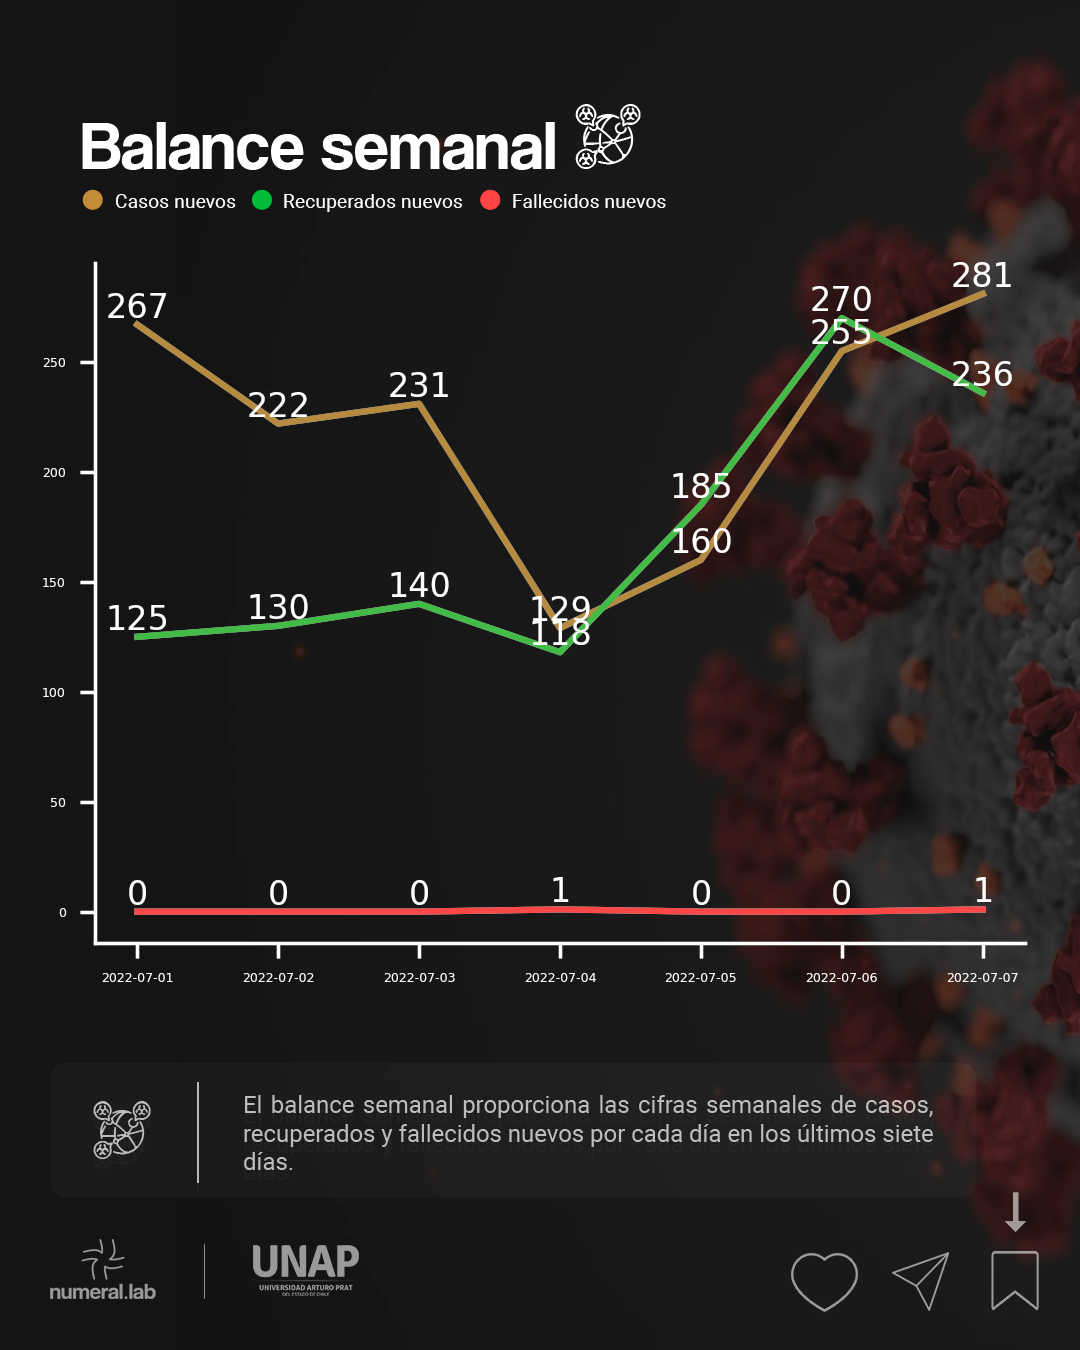 Balance semanal
Casos nuevos Recuperados nuevos Fallecidos nuevos
281
270
267
255
250
236
231
222
200
185
160
150
140
130
129
125
118
100
50
0 0 0 1 0 0 1
0
2022-07-01 2022-07-02 2022-07-03 2022-07-04 2022-07-05 2022-07-06 2022-07-07
El balance semanal proporciona las cifras semanales de casos,
recuperados y fallecidos nuevos por cada día en los últimos siete
días.
numeral.lab
UNAP
UNIVERSIDAD ARTURO PRAT
DEL ESTADO DE CHILE